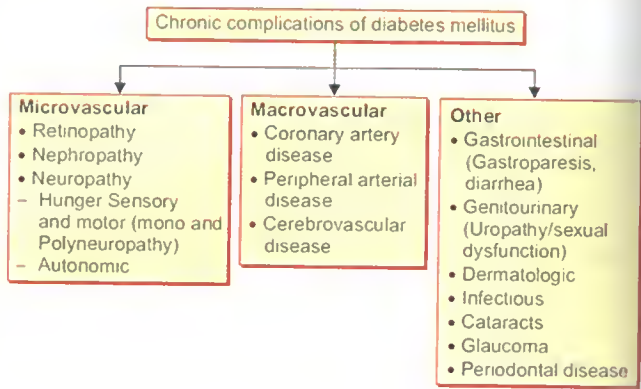 Chronic complications of diabetes mellitus
Microvascular
• Retinopathy
• Nephropathy
• Neuropathy
– Hunger Sensory
and motor (mono and
Polyneuropathy)
– Autonomic
Macrovascular
• Coronary artery
disease
• Peripheral arterial
disease
• Cerebrovascular
disease
Other
• Gastrointestinal
(Gastroparesis,
diarrhea)
• Genitourinary
(Uropathy/sexual
dysfunction)
• Dermatologic
• Infectious
• Cataracts
• Glaucoma
• Periodontal disease